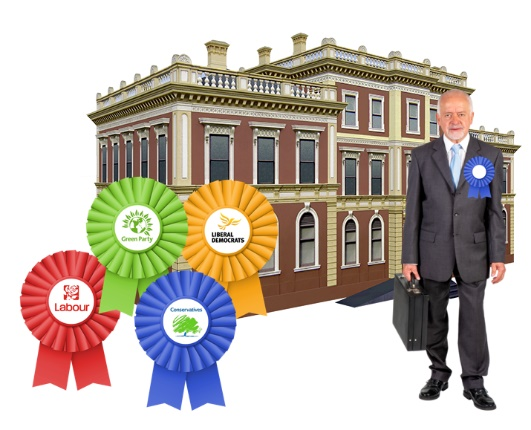 Green Party
LIBERAL
DEMOCRATS
Labour
Conservatives